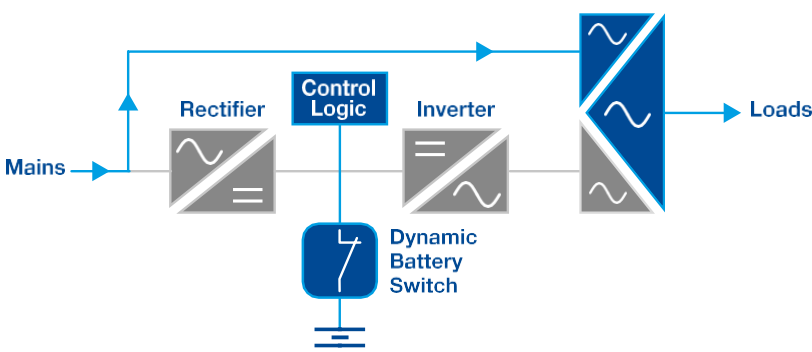 Control
Logic
Rectifier
Inverter
Loads
Mains
Dynamic
Battery
Switch